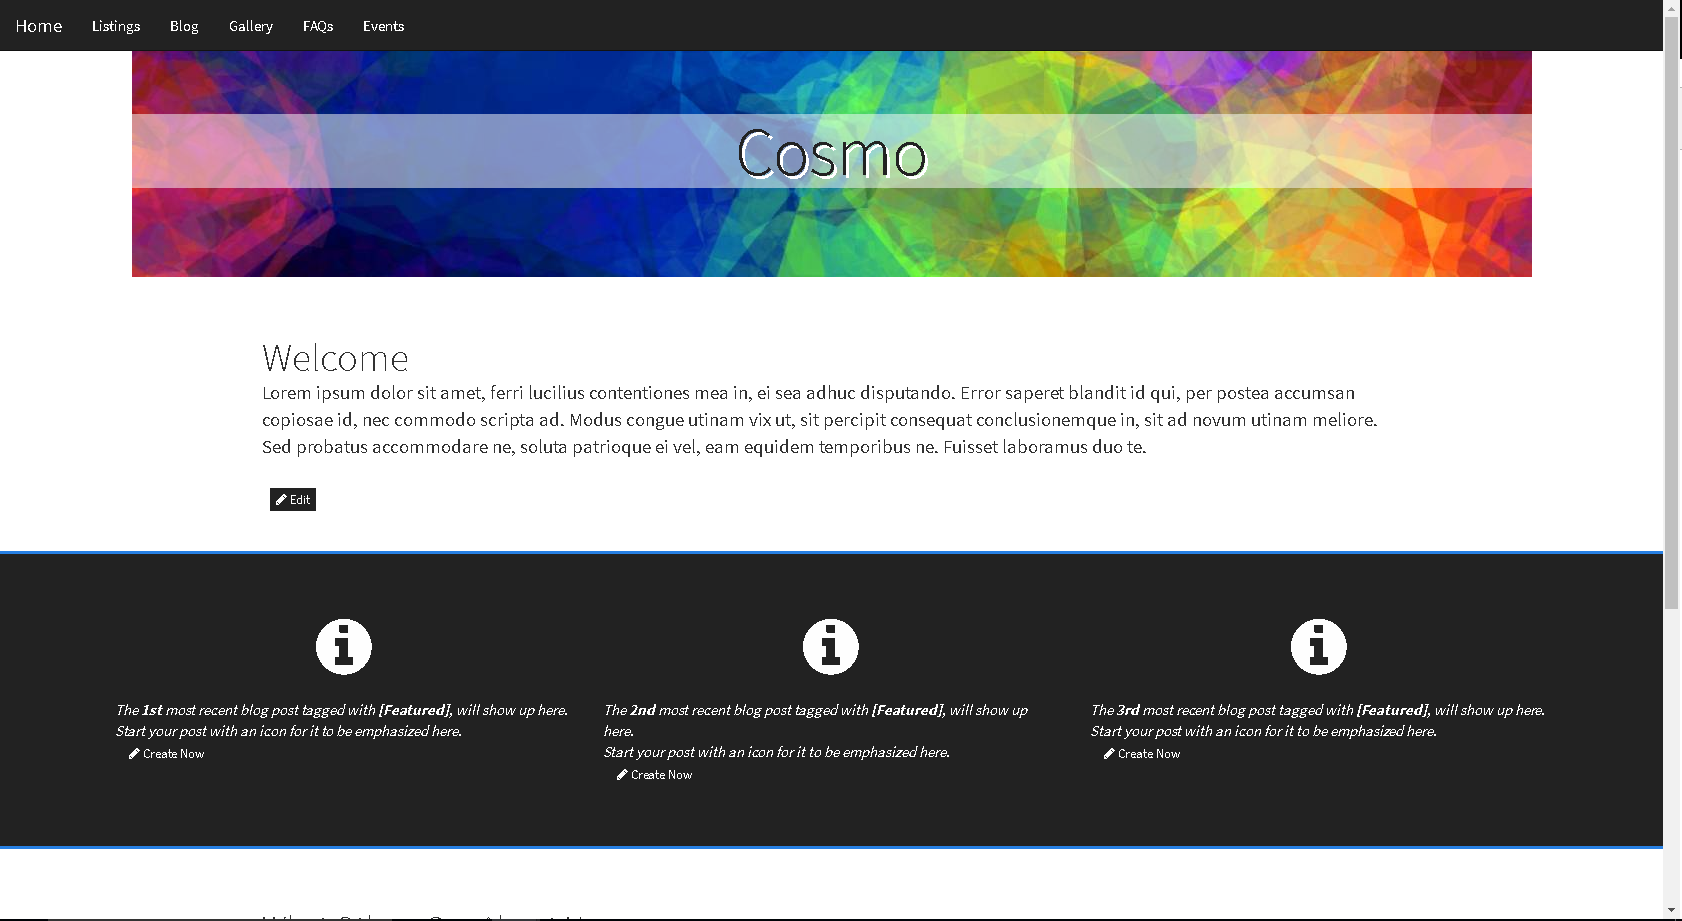 Home Listings Blog Gallery FAQs Events
Cosmo
Welcome
Lorem ipsum dolor sit amet, ferri lucilius contentiones mea in, ei sea adhuc disputando. Error saperet blandit id qui, per postea accumsan
copiosae id, nec commodo scripta ad. Modus congue utinam vix ut, sit percipit consequat conclusionemque in, sit ad novum utinam meliore.
Sed probatus accommodare ne, soluta patrioque ei vel, eam equidem temporibus ne. Fuisset laboramus duo te.
Edit
The 1st most recent blog post tagged with [Featured], will show up here.
Start your post with an icon for it to be emphasized here.
Create Now
The 2nd most recent blog post tagged with [Featured], will show up
here.
Start your post with an icon for it to be emphasized here.
Create Now
The 3rd most recent blog post tagged with [Featured], will show up here.
Start your post with an icon for it to be emphasized here.
Create Now